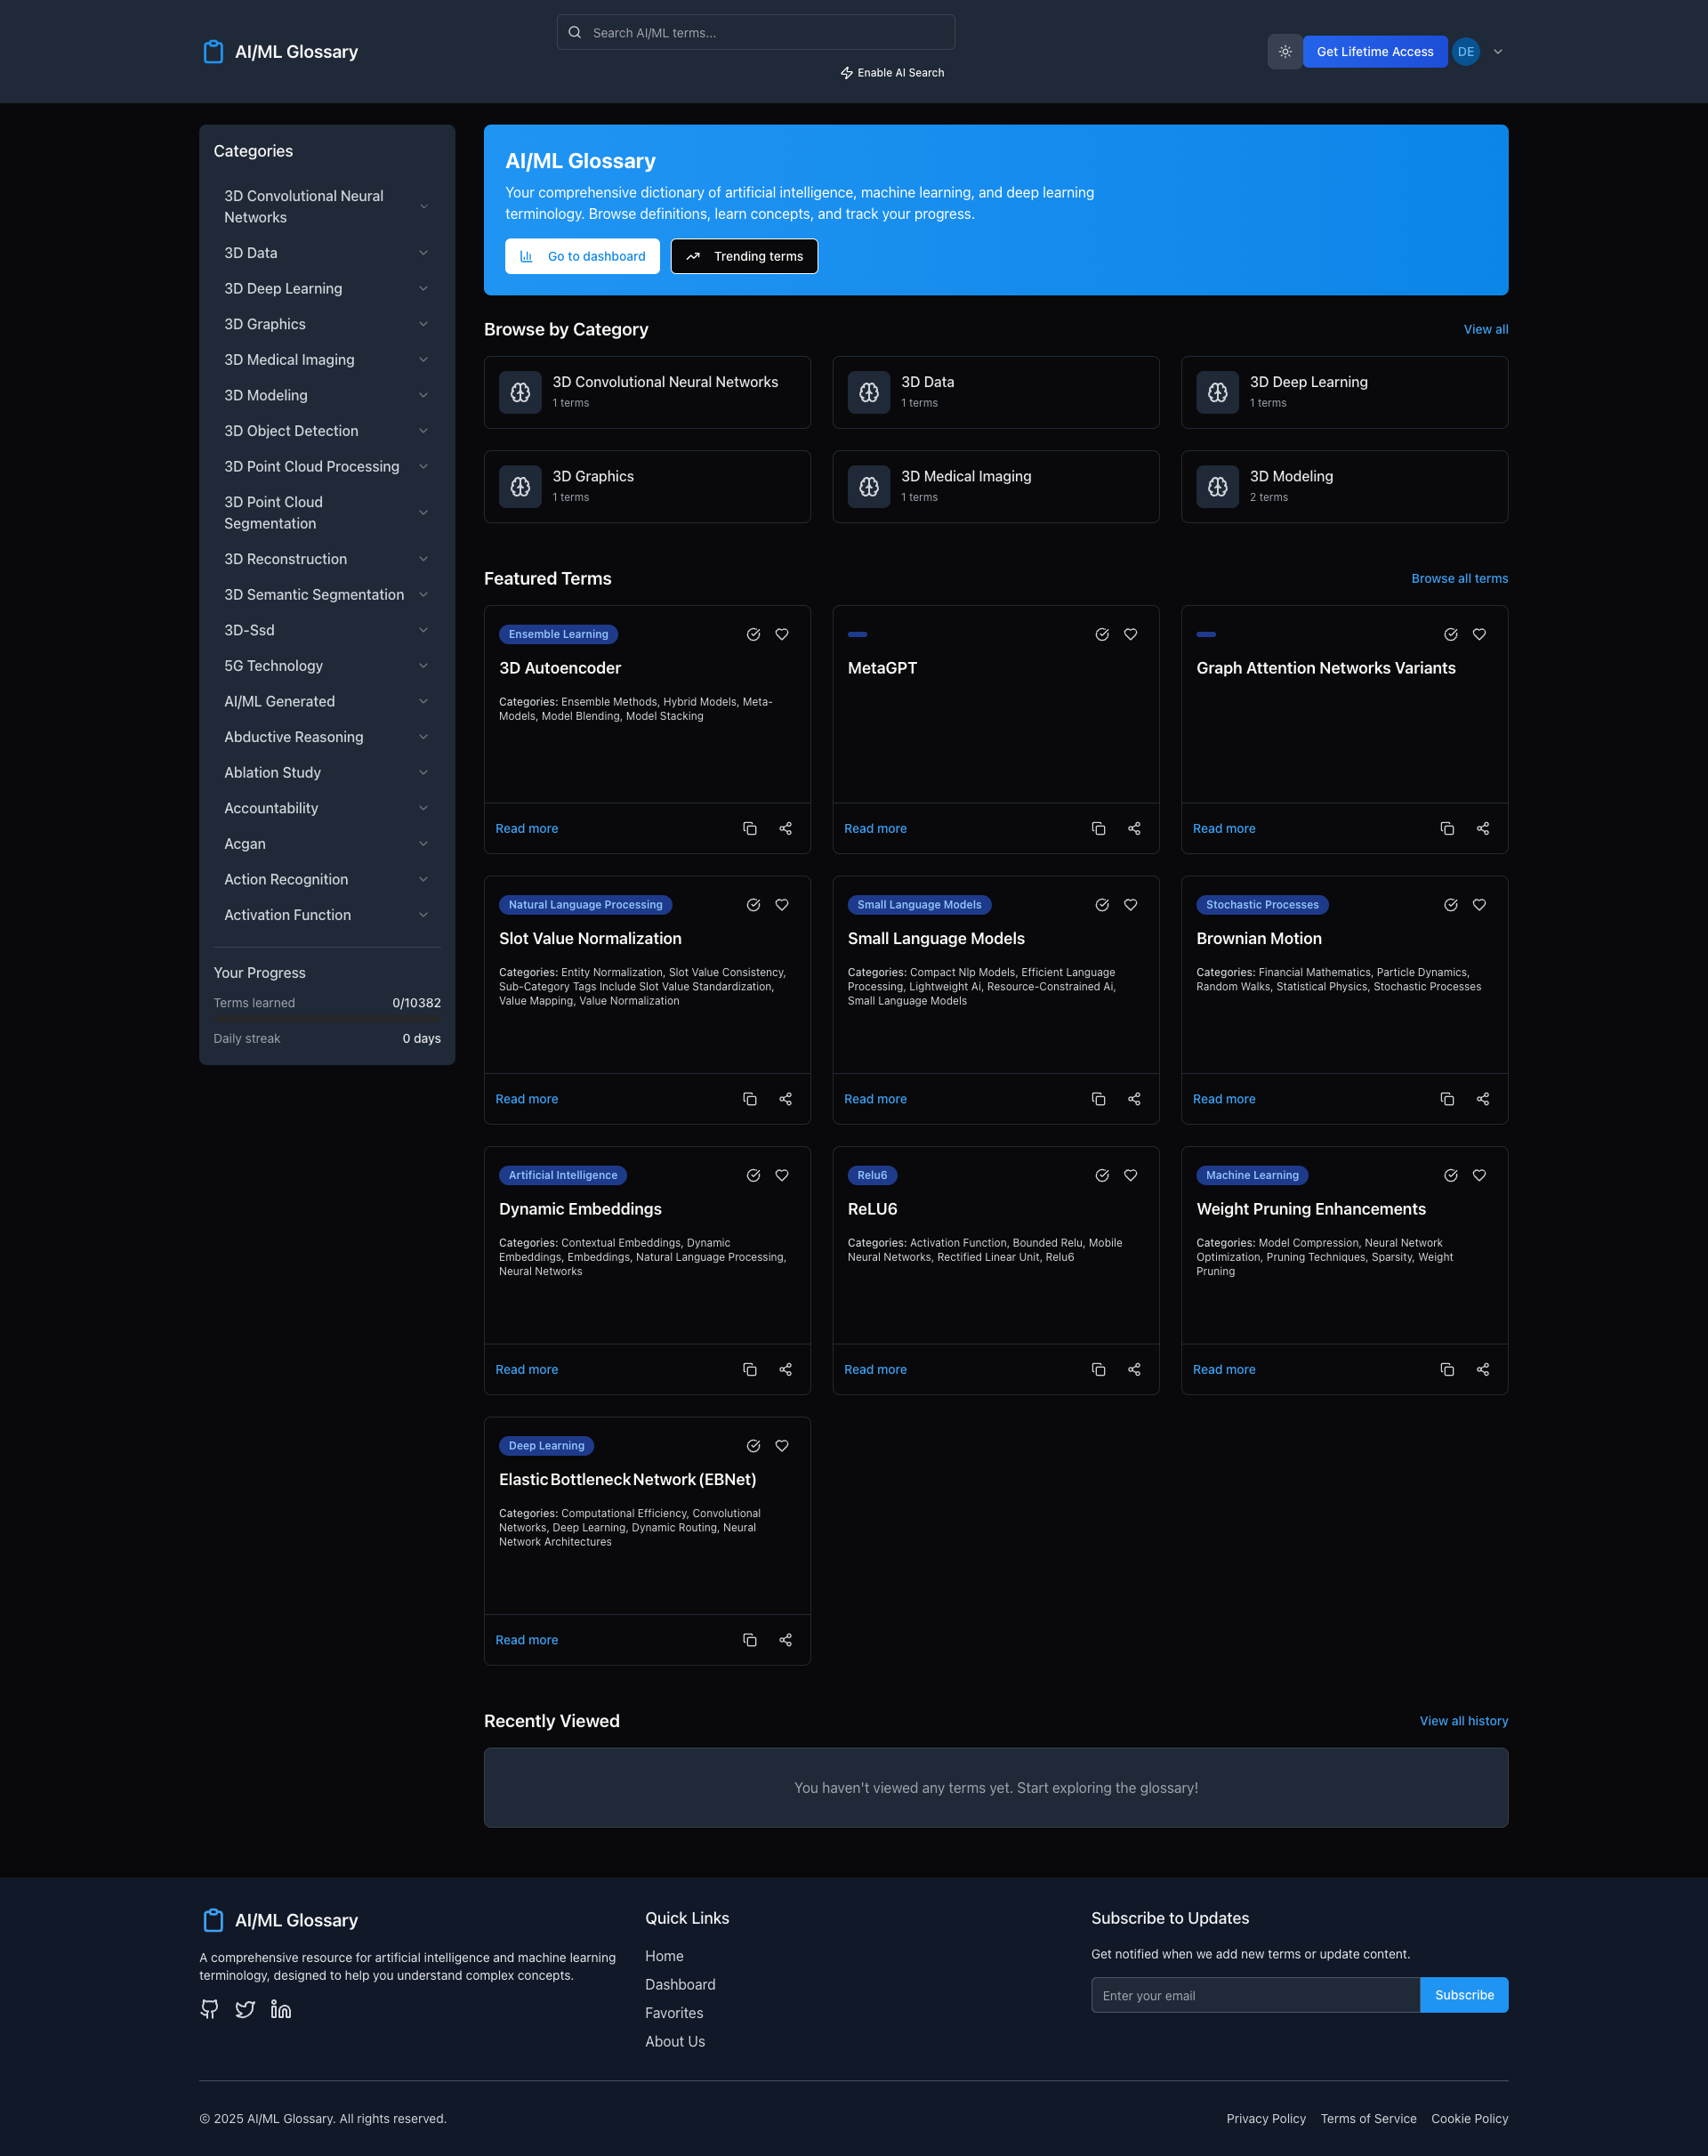 AI/ML Glossary
Search AI/ML terms...
Enable AI Search
Get Lifetime Access
DE
Categories
3D Convolutional Neural
Networks
3D Data
3D Deep Learning
3D Graphics
3D Medical Imaging
3D Modeling
3D Object Detection
3D Point Cloud Processing
3D Point Cloud
Segmentation
3D Reconstruction
3D Semantic Segmentation
3D-Ssd
5G Technology
AI/ML Generated
Abductive Reasoning
Ablation Study
Accountability
Acgan
Action Recognition
Activation Function
Your Progress
Terms learned 0/10382
Daily streak 0 days
AI/ML Glossary
Your comprehensive dictionary of artificial intelligence, machine learning, and deep learning
terminology. Browse definitions, learn concepts, and track your progress.
Go to dashboard
Trending terms
Browse by Category
View all
3D Convolutional Neural Networks
1 terms
3D Data
1 terms
3D Deep Learning
1 terms
3D Graphics
1 terms
3D Medical Imaging
1 terms
3D Modeling
2 terms
Featured Terms
Browse all terms
Ensemble Learning
3D Autoencoder
Categories: Ensemble Methods, Hybrid Models, Meta-
Models, Model Blending, Model Stacking
Read more
MetaGPT
Read more
Graph Attention Networks Variants
Read more
Natural Language Processing
Slot Value Normalization
Categories: Entity Normalization, Slot Value Consistency,
Sub-Category Tags Include Slot Value Standardization,
Value Mapping, Value Normalization
Read more
Small Language Models
Small Language Models
Categories: Compact Nlp Models, Efficient Language
Processing, Lightweight Ai, Resource-Constrained Ai,
Small Language Models
Read more
Stochastic Processes
Brownian Motion
Categories: Financial Mathematics, Particle Dynamics,
Random Walks, Statistical Physics, Stochastic Processes
Read more
Artificial Intelligence
Dynamic Embeddings
Categories: Contextual Embeddings, Dynamic
Embeddings, Embeddings, Natural Language Processing,
Neural Networks
Read more
Relu6
ReLU6
Categories: Activation Function, Bounded Relu, Mobile
Neural Networks, Rectified Linear Unit, Relu6
Read more
Machine Learning
Weight Pruning Enhancements
Categories: Model Compression, Neural Network
Optimization, Pruning Techniques, Sparsity, Weight
Pruning
Read more
Deep Learning
Elastic Bottleneck Network (EBNet)
Categories: Computational Efficiency, Convolutional
Networks, Deep Learning, Dynamic Routing, Neural
Network Architectures
Read more
Recently Viewed
View all history
You haven't viewed any terms yet. Start exploring the glossary!
AI/ML Glossary
A comprehensive resource for artificial intelligence and machine learning
terminology, designed to help you understand complex concepts.
Quick Links
Home
Dashboard
Favorites
About Us
Subscribe to Updates
Get notified when we add new terms or update content.
Enter your email
Subscribe
© 2025 AI/ML Glossary. All rights reserved.
Privacy Policy
Terms of Service
Cookie Policy